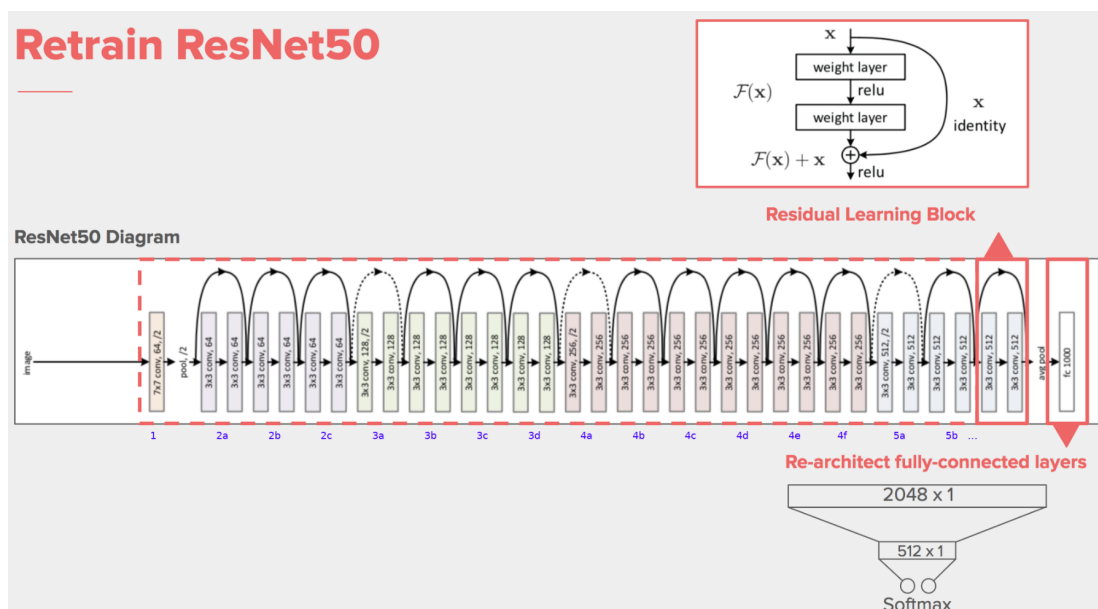 Retrain ResNet50
x
weight layer
relu
F(x)
x
weight layer
identity
F(x) + x
relu
Residual Learning Block
ResNet50 Diagram
image
7x7 conv, 64, /2
pool, /2
3x3 conv, 64
3x3 conv, 64
3x3 conv, 64
3x3 conv, 64
3x3 conv, 64
3x3 conv, 64
3x3 conv, 128, /2
3x3 conv, 128
3x3 conv, 128
3x3 conv, 128
3x3 conv, 128
3x3 conv, 128
3x3 conv, 128
3x3 conv, 128
3x3 conv, 256, /2
3x3 conv, 256
3x3 conv, 256
3x3 conv, 256
3x3 conv, 256
3x3 conv, 256
3x3 conv, 256
3x3 conv, 256
3x3 conv, 256
3x3 conv, 256
3x3 conv, 256
3x3 conv, 256
3x3 conv, 512, /2
3x3 conv, 512
3x3 conv, 512
3x3 conv, 512
3x3 conv, 512
3x3 conv, 512
avg pool
fc 1000
1 2a 2b 2c 3a 3b 3c 3d 4a 4b 4c 4d 4e 4f 5a 5b ...
Re-architect fully-connected layers
2048 x 1
512 x 1
Softmax